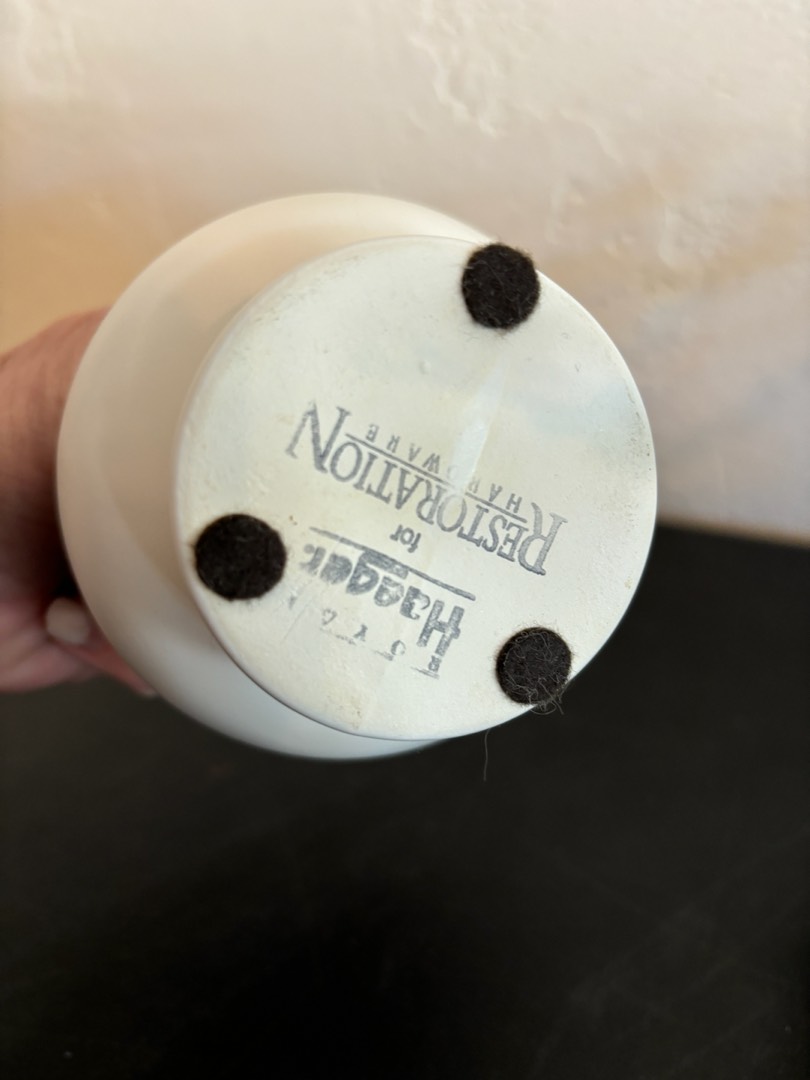 ROYAL
Haeger.
for
RESTORATION
HARDWARE